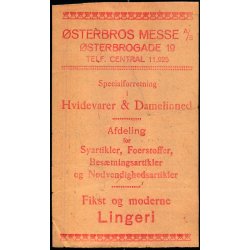 ØSTERBROS MESSE A/S
ØSTERBROGADE 19
TELF. CENTRAL 11.925
Specialforretning
i
Hvidevarer & Damelinned
Afdeling
for
Syartikler, Foerstoffer,
Besætningsartikler
og Nødvendighedsartikler
Fikst og moderne
Lingeri